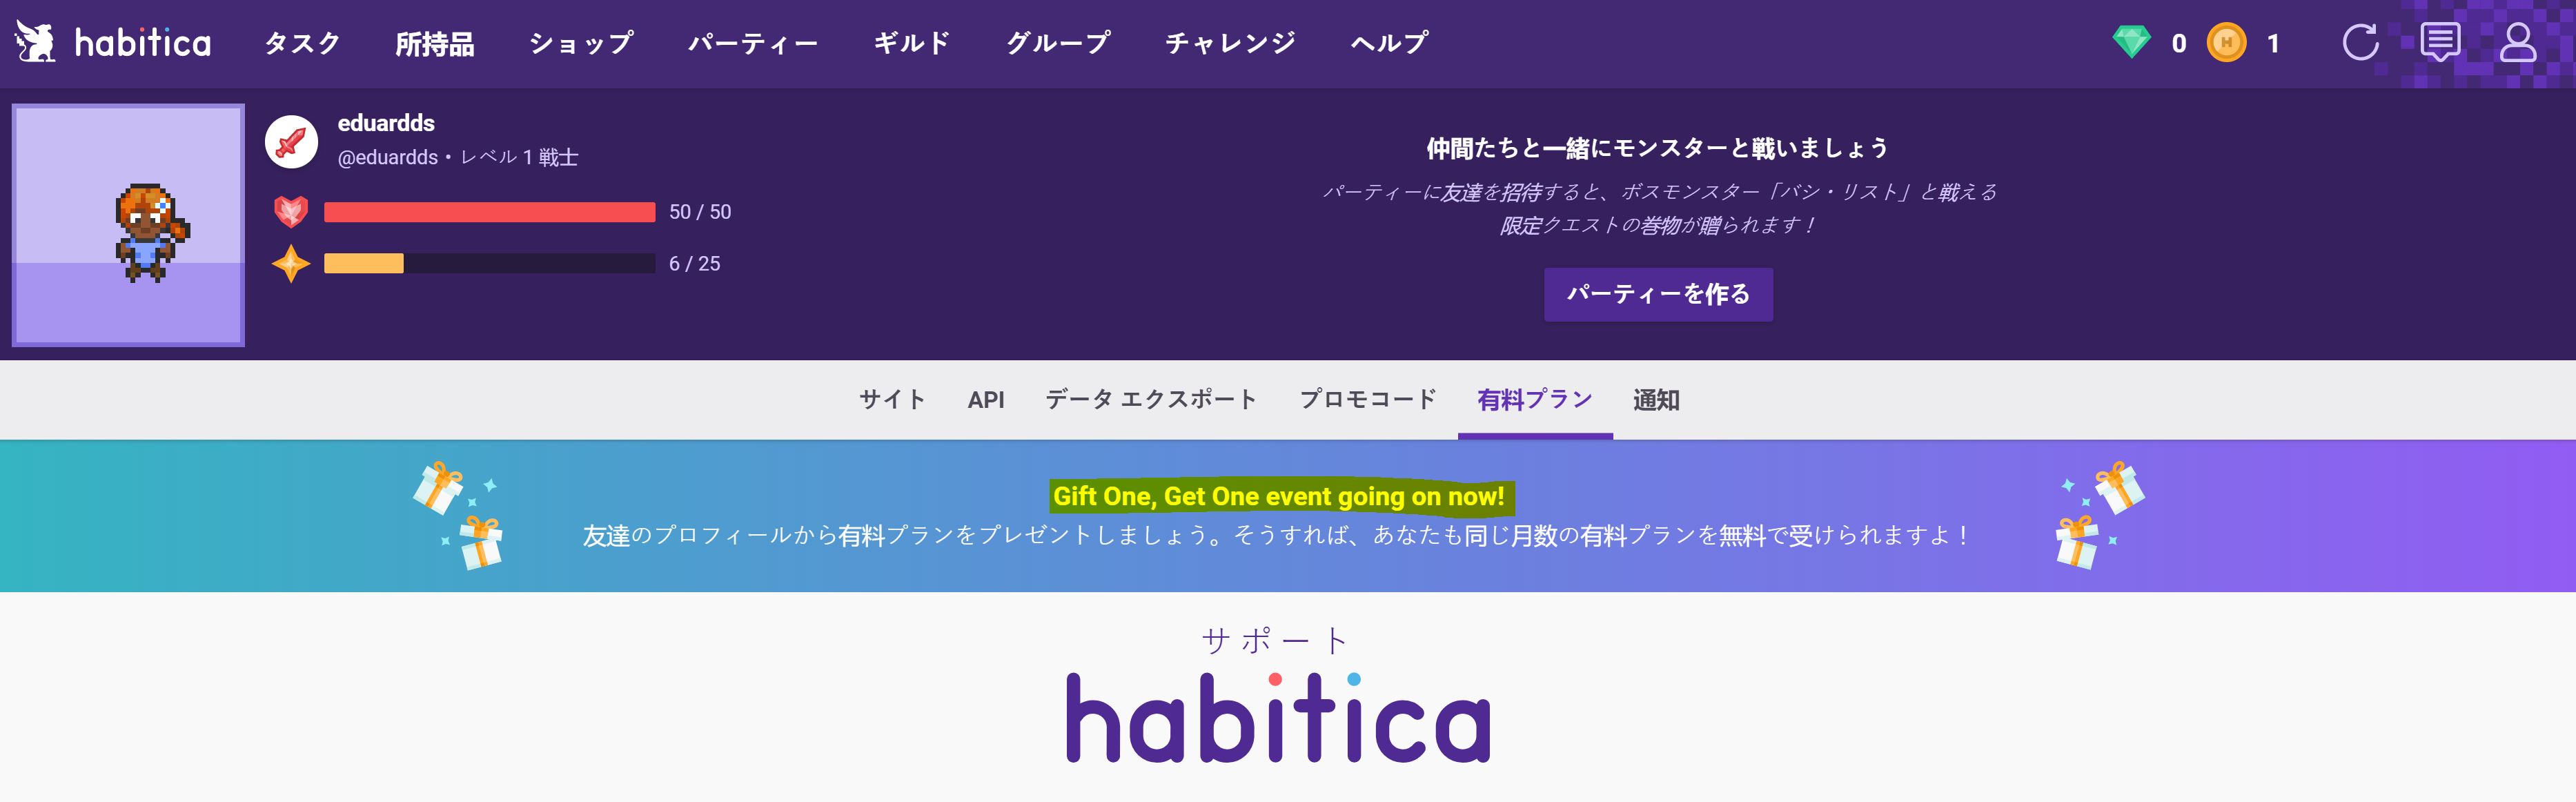 habitica タスク 所持品 ショップ パーティー ギルド グループ チャレンジ ヘルプ 0 1
eduardds
@eduardds • レベル 1 戦士
50 / 50
6 / 25
仲間たちと一緒にモンスターと戦いましょう
パーティーに友達を招待すると、ボスモンスター「バシ・リスト」と戦える
限定クエストの巻物が贈られます！
パーティーを作る
サイト API データ エクスポート プロモコード 有料プラン 通知
Gift One, Get One event going on now!
友達のプロフィールから有料プランをプレゼントしましょう。そうすれば、あなたも同じ月数の有料プランを無料で受けられますよ！
サポート
habitica